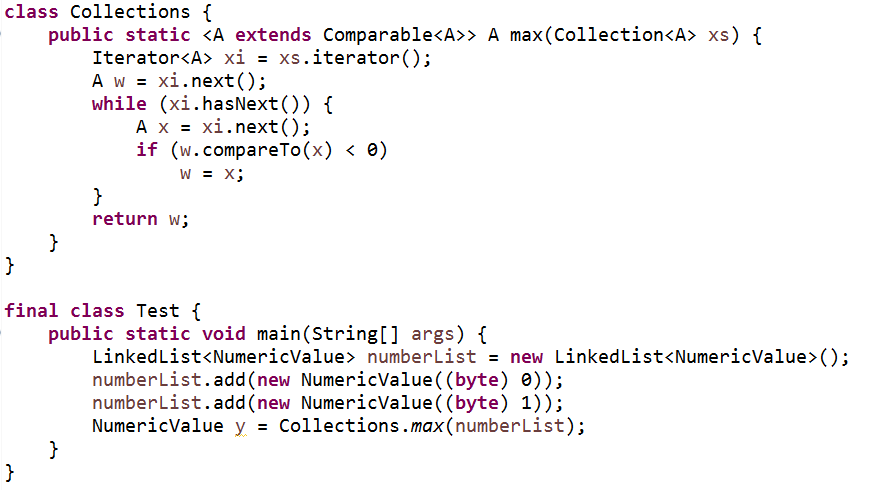 class Collections {
    public static <A extends Comparable<A>> A max(Collection<A> xs) {
        Iterator<A> xi = xs.iterator();
        A w = xi.next();
        while (xi.hasNext()) {
            A x = xi.next();
            if (w.compareTo(x) < 0)
                w = x;
        }
        return w;
    }
}

final class Test {
    public static void main(String[] args) {
        LinkedList<NumericValue> numberList = new LinkedList<NumericValue>();
        numberList.add(new NumericValue((byte) 0));
        numberList.add(new NumericValue((byte) 1));
        NumericValue y = Collections.max(numberList);
    }
}